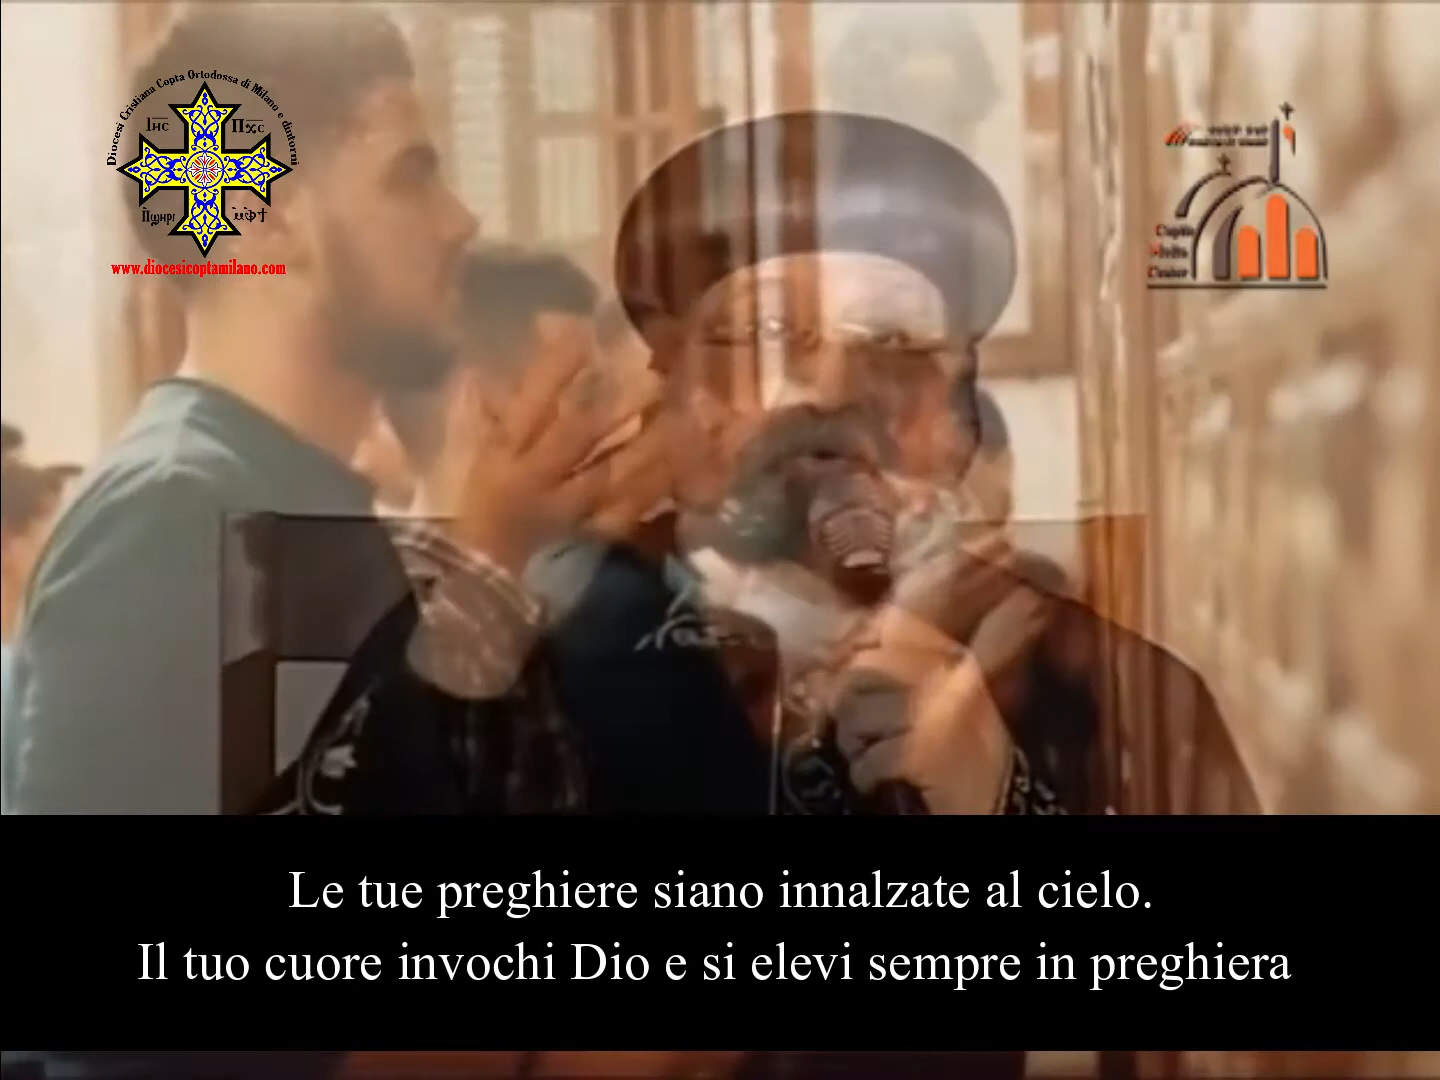 Diocesi Cristiana Copta Ortodossa di Milano e dintorni
www.diocesicoptamilano.com
Le tue preghiere siano innalzate al cielo.
Il tuo cuore invochi Dio e si elevi sempre in preghiera